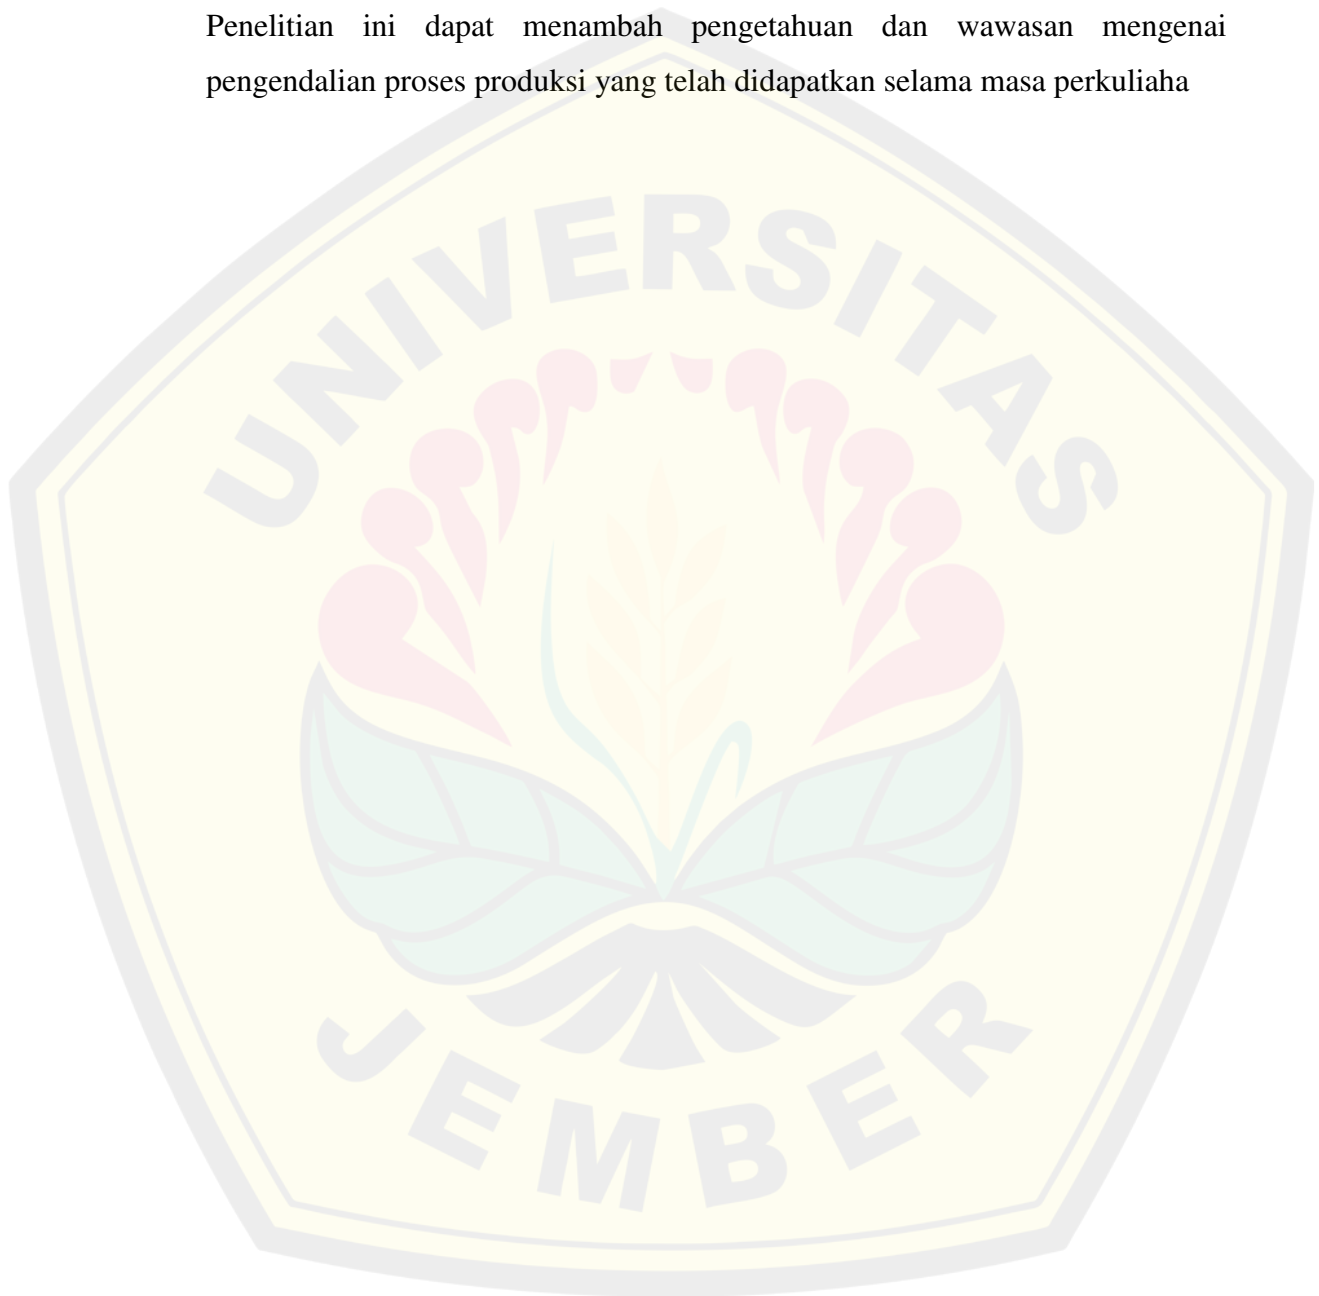 Penelitian ini dapat menambah pengetahuan dan wawasan mengenai
pengendalian proses produksi yang telah didapatkan selama masa perkuliaha
UNIVERSITAS
JEMBER